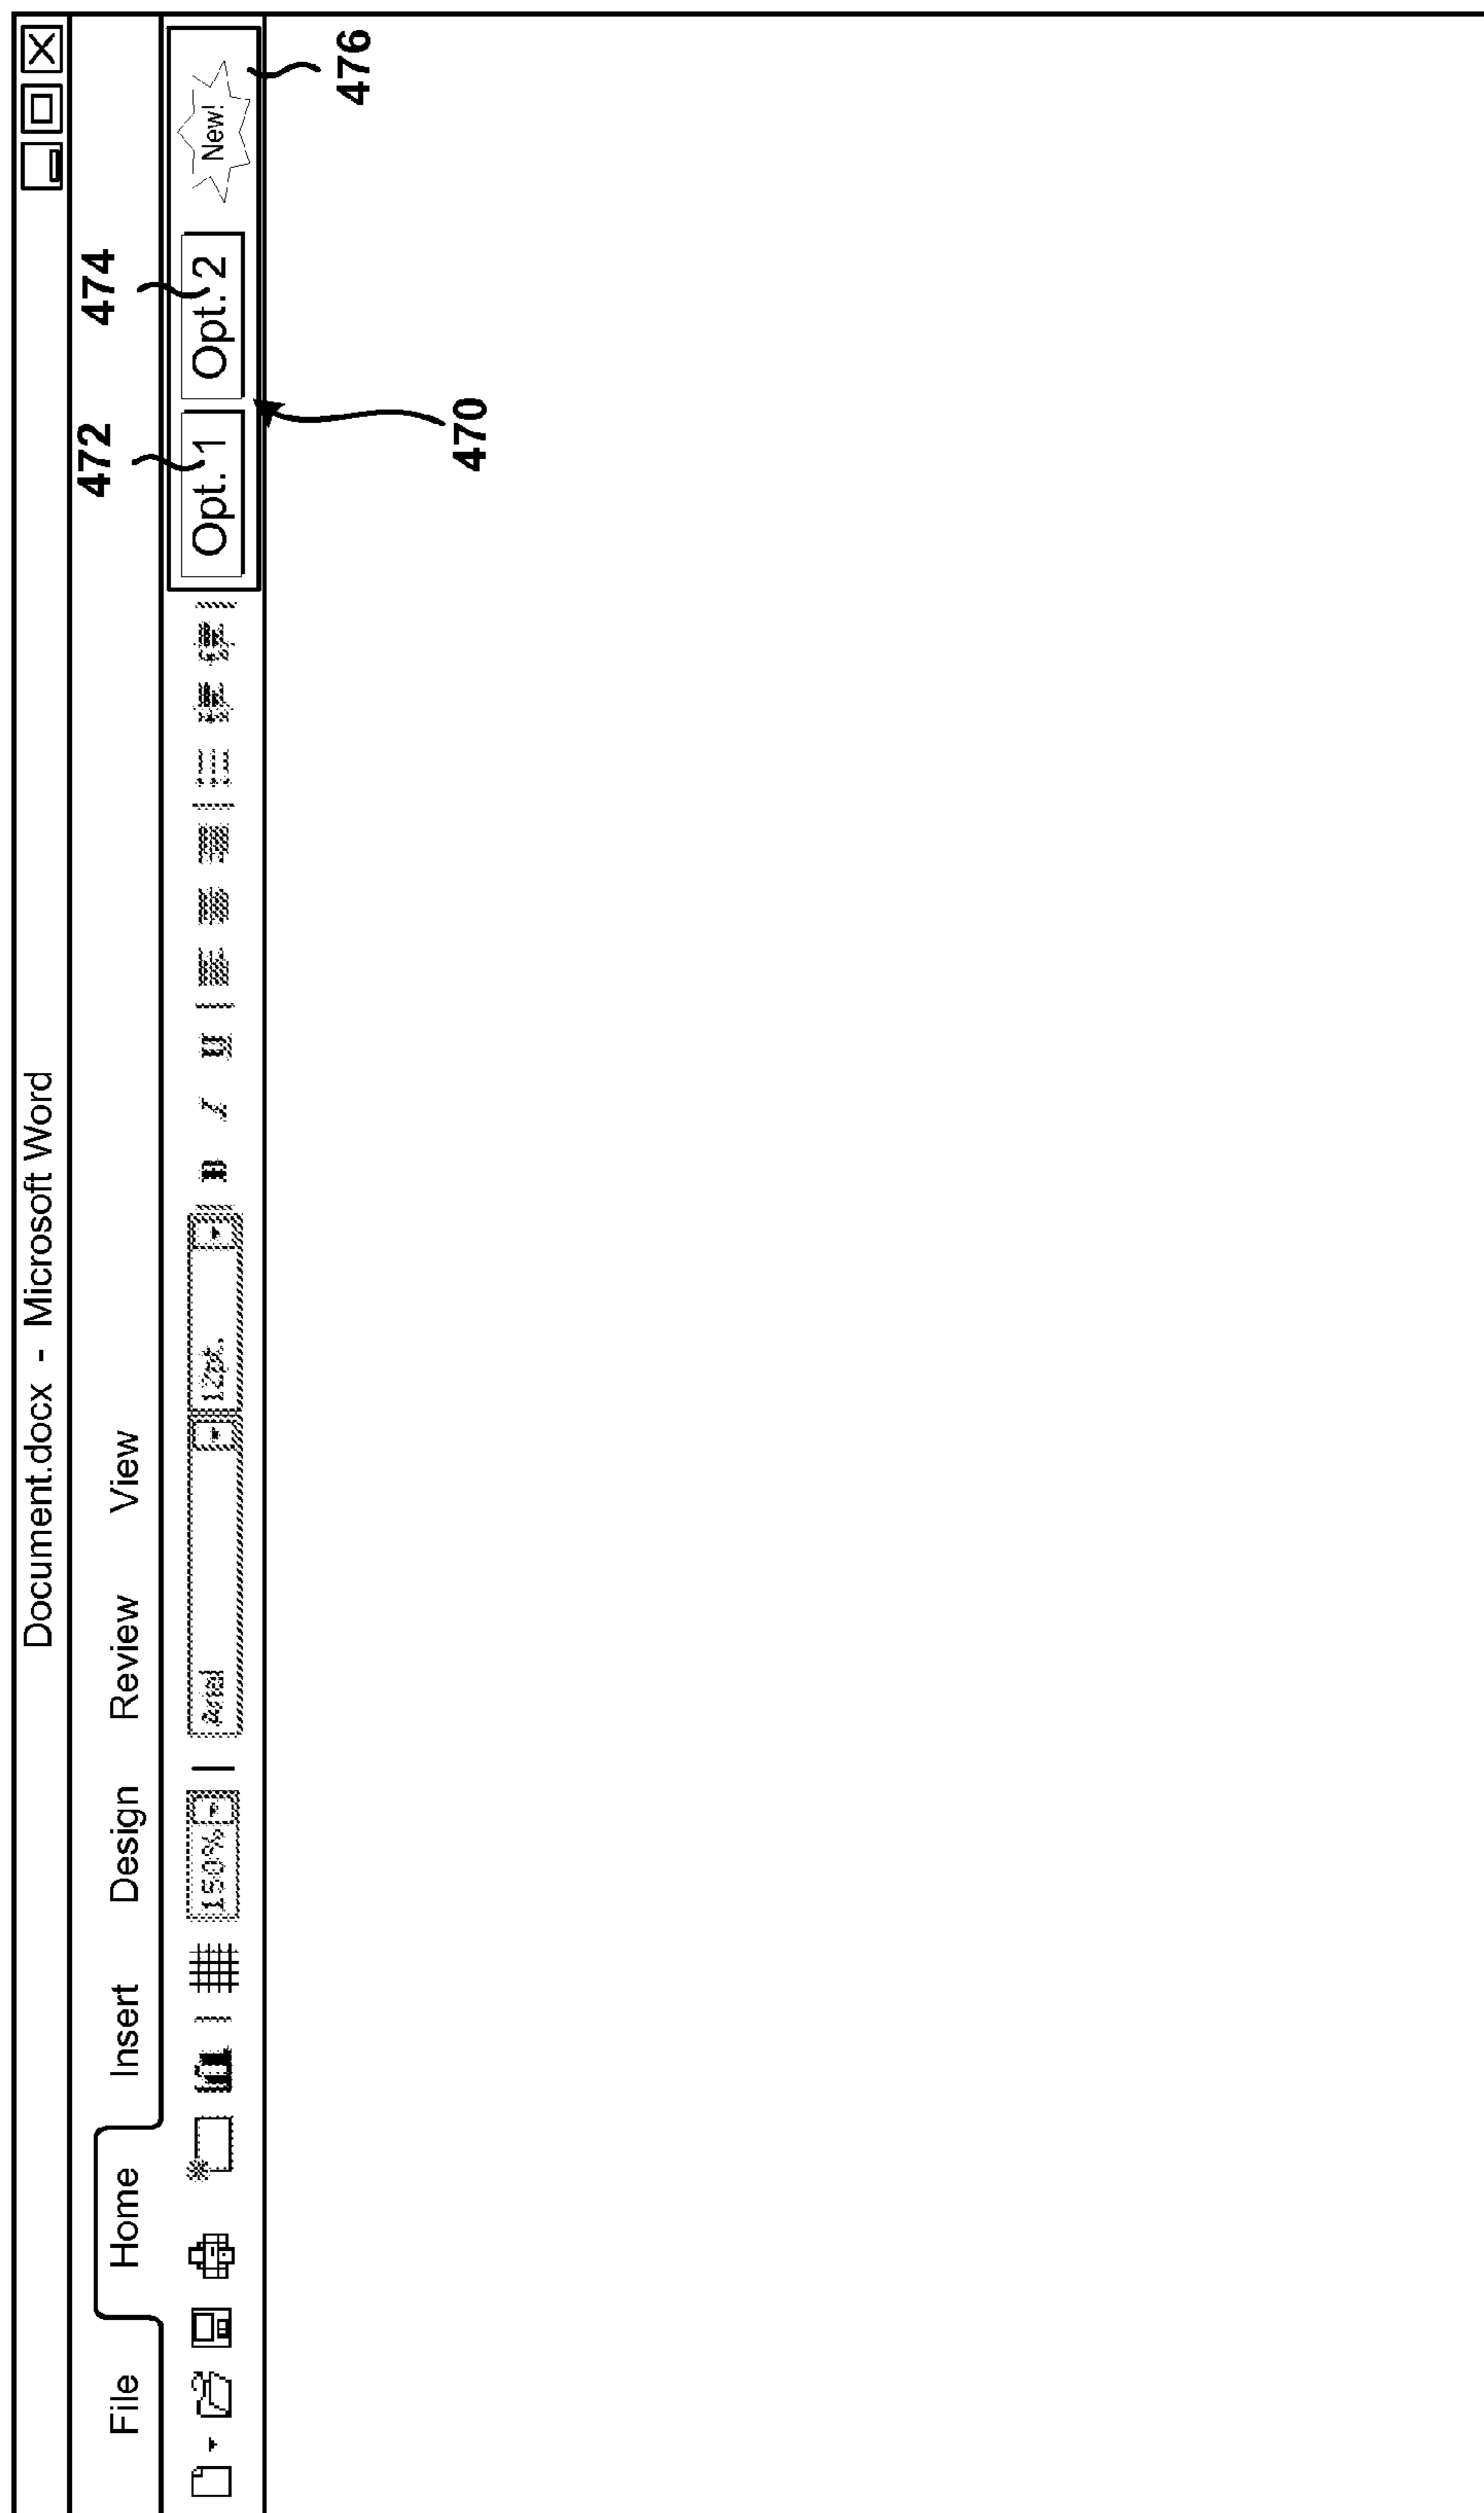 Document.docx - Microsoft Word
File Home Insert Design Review View
472 474
150% Arial 12pt. Opt. 1 Opt. 2 New!
470
476